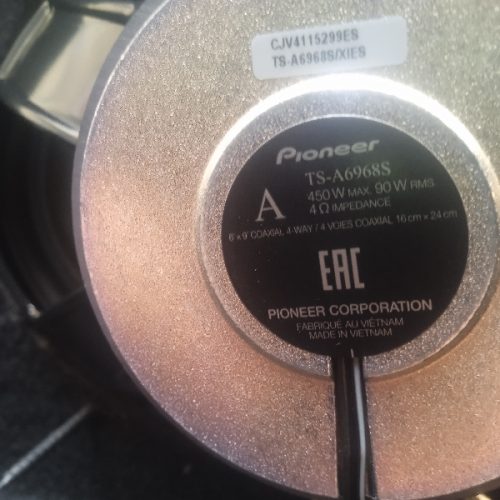 CJV4115299ES
TS-A6968S/XIES
Pioneer
TS-A6968S
A
450 W MAX. 90 W RMS
4 Ω IMPEDANCE
6" x 9" COAXIAL 4-WAY / 4 VOIES COAXIAL 16 cm x 24 cm
EAC
PIONEER CORPORATION
FABRIQUÉ AU VIÊTNAM
MADE IN VIETNAM